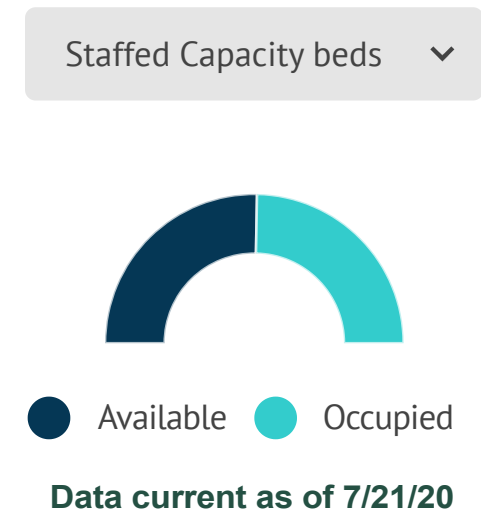 Staffed Capacity beds
Available Occupied
Data current as of 7/21/20